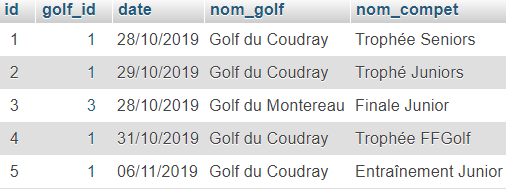 id golf_id date nom_golf nom_compet
1 1 28/10/2019 Golf du Coudray Trophée Seniors
2 1 29/10/2019 Golf du Coudray Trophé Juniors
3 3 28/10/2019 Golf du Montereau Finale Junior
4 1 31/10/2019 Golf du Coudray Trophée FFGolf
5 1 06/11/2019 Golf du Coudray Entraînement Junior